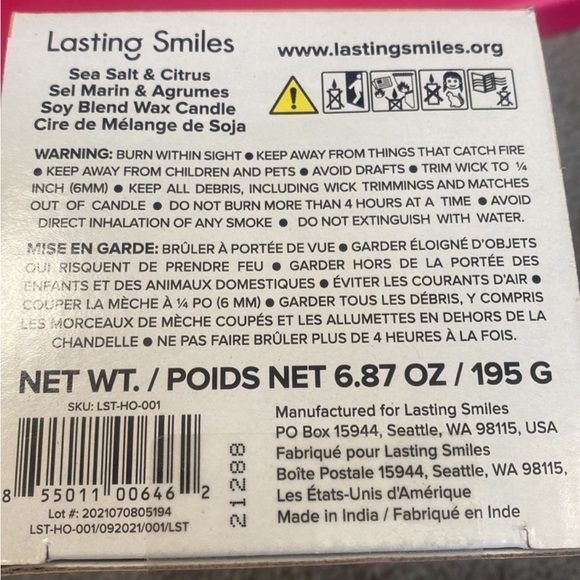 Lasting Smiles
www.lastingsmiles.org
Sea Salt & Citrus
Sel Marin & Agrumes
Soy Blend Wax Candle
Cire de Mélange de Soja
WARNING: BURN WITHIN SIGHT ● KEEP AWAY FROM THINGS THAT CATCH FIRE
● KEEP AWAY FROM CHILDREN AND PETS ● AVOID DRAFTS ● TRIM WICK TO ¼
INCH (6MM) ● KEEP ALL DEBRIS, INCLUDING WICK TRIMMINGS AND MATCHES
OUT OF CANDLE ● DO NOT BURN MORE THAN 4 HOURS AT A TIME ● AVOID
DIRECT INHALATION OF ANY SMOKE ● DO NOT EXTINGUISH WITH WATER.
MISE EN GARDE: BRÛLER À PORTÉE DE VUE ● GARDER ÉLOIGNÉ D'OBJETS
QUI RISQUENT DE PRENDRE FEU ● GARDER HORS DE LA PORTÉE DES
ENFANTS ET DES ANIMAUX DOMESTIQUES ● ÉVITER LES COURANTS D'AIR ●
COUPER LA MÈCHE À ¼ PO (6 MM) ● GARDER TOUS LES DÉBRIS, Y COMPRIS
LES MORCEAUX DE MÈCHE COUPÉS ET LES ALLUMETTES EN DEHORS DE LA
CHANDELLE ● NE PAS FAIRE BRÛLER PLUS DE 4 HEURES À LA FOIS.
NET WT. / POIDS NET 6.87 OZ / 195 G
SKU: LST-HO-001
8 55011 00646 2
Lot #: 2021070805194
LST-HO-001/092021/001/LST
21288
Manufactured for Lasting Smiles
PO Box 15944, Seattle, WA 98115, USA
Fabriqué pour Lasting Smiles
Boîte Postale 15944, Seattle, WA 98115,
Les États-Unis d'Amérique
Made in India / Fabriqué en Inde